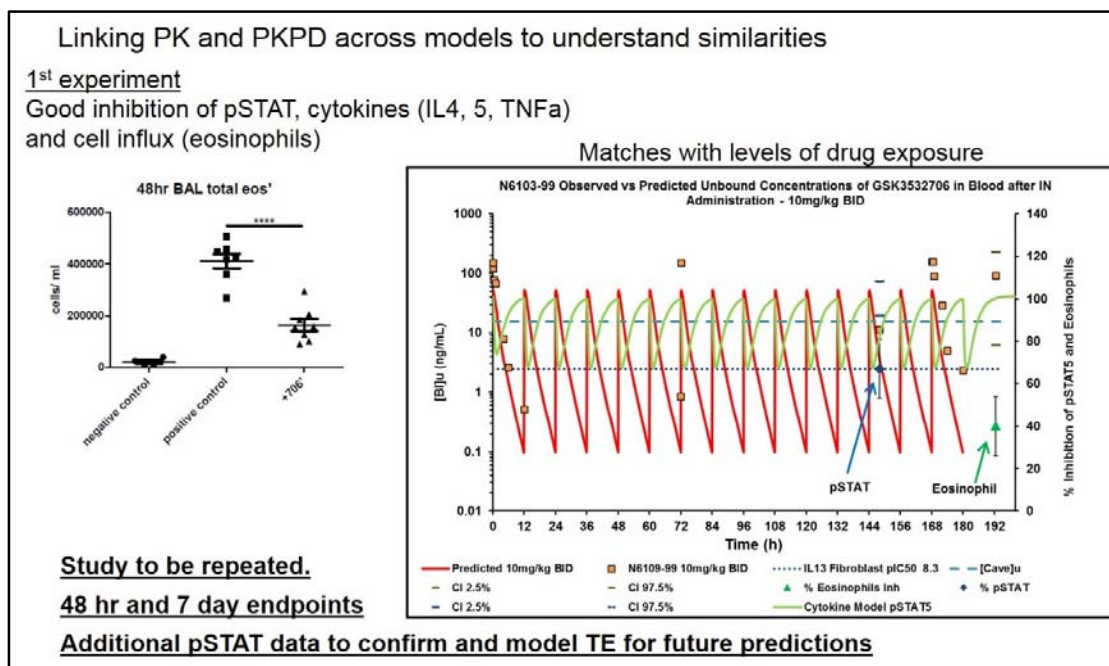 Linking PK and PKPD across models to understand similarities
1st experiment
Good inhibition of pSTAT, cytokines (IL4, 5, TNFa)
and cell influx (eosinophils)
Matches with levels of drug exposure
48hr BAL total eos'
600000
400000
200000
0
cells/ ml
****
negative control
positive control
+706'
N6103-99 Observed vs Predicted Unbound Concentrations of GSK3532706 in Blood after IN
Administration - 10mg/kg BID
1000
100
10
1
0.1
0.01
[Bl]u (ng/mL)
140
120
100
80
60
40
20
0
% Inhibition of pSTAT5 and Eosinophils
pSTAT
Eosinophil
0 12 24 36 48 60 72 84 96 108 120 132 144 156 168 180 192
Time (h)
Predicted 10mg/kg BID N6109-99 10mg/kg BID IL13 Fibroblast pIC50 8.3 [Cave]u
CI 2.5% CI 97.5% % Eosinophils Inh % pSTAT
CI 2.5% CI 97.5% Cytokine Model pSTAT5
Study to be repeated.
48 hr and 7 day endpoints
Additional pSTAT data to confirm and model TE for future predictions